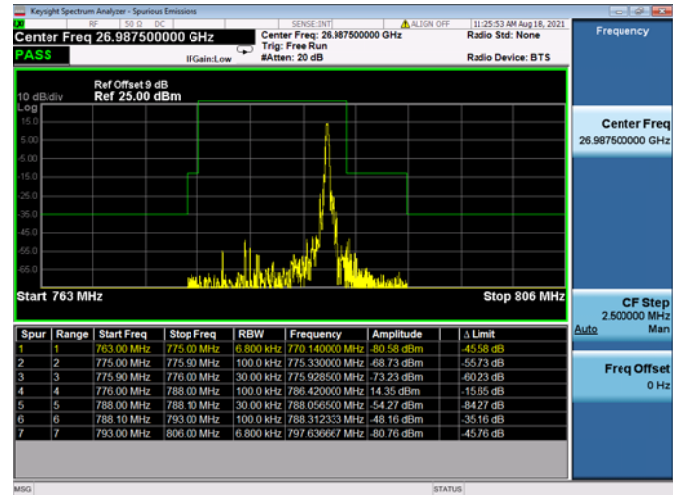 Keysight Spectrum Analyzer - Spurious Emissions
RF 50 Ω DC SENSE:INT ALIGN OFF 11:25:53 AM Aug 18, 2021
Center Freq 26.987500000 GHz Center Freq: 26.987500000 GHz Radio Std: None Frequency
Trig: Free Run
PASS IFGain:Low #Atten: 20 dB Radio Device: BTS
Ref Offset 9 dB
10 dB/div Ref 25.00 dBm
Log
15.0
5.00
-5.00
-15.0
-25.0
-35.0
-45.0
-55.0
-65.0
Start 763 MHz Stop 806 MHz
Center Freq
26.987500000 GHz
CF Step
2.500000 MHz
Auto Man
Freq Offset
0 Hz
Spur Range Start Freq Stop Freq RBW Frequency Amplitude Δ Limit
1 1 763.00 MHz 775.00 MHz 6.800 kHz 770.140000 MHz -80.58 dBm -45.58 dB
2 2 775.00 MHz 775.90 MHz 100.0 kHz 775.330000 MHz -68.73 dBm -55.73 dB
3 3 775.90 MHz 776.00 MHz 30.00 kHz 775.928500 MHz -73.23 dBm -60.23 dB
4 4 776.00 MHz 788.00 MHz 100.0 kHz 786.420000 MHz 14.35 dBm -15.65 dB
5 5 788.00 MHz 788.10 MHz 30.00 kHz 788.056500 MHz -54.27 dBm -84.27 dB
6 6 788.10 MHz 793.00 MHz 100.0 kHz 788.312333 MHz -48.16 dBm -35.16 dB
7 7 793.00 MHz 806.00 MHz 6.800 kHz 797.636667 MHz -80.76 dBm -45.76 dB
MSG STATUS